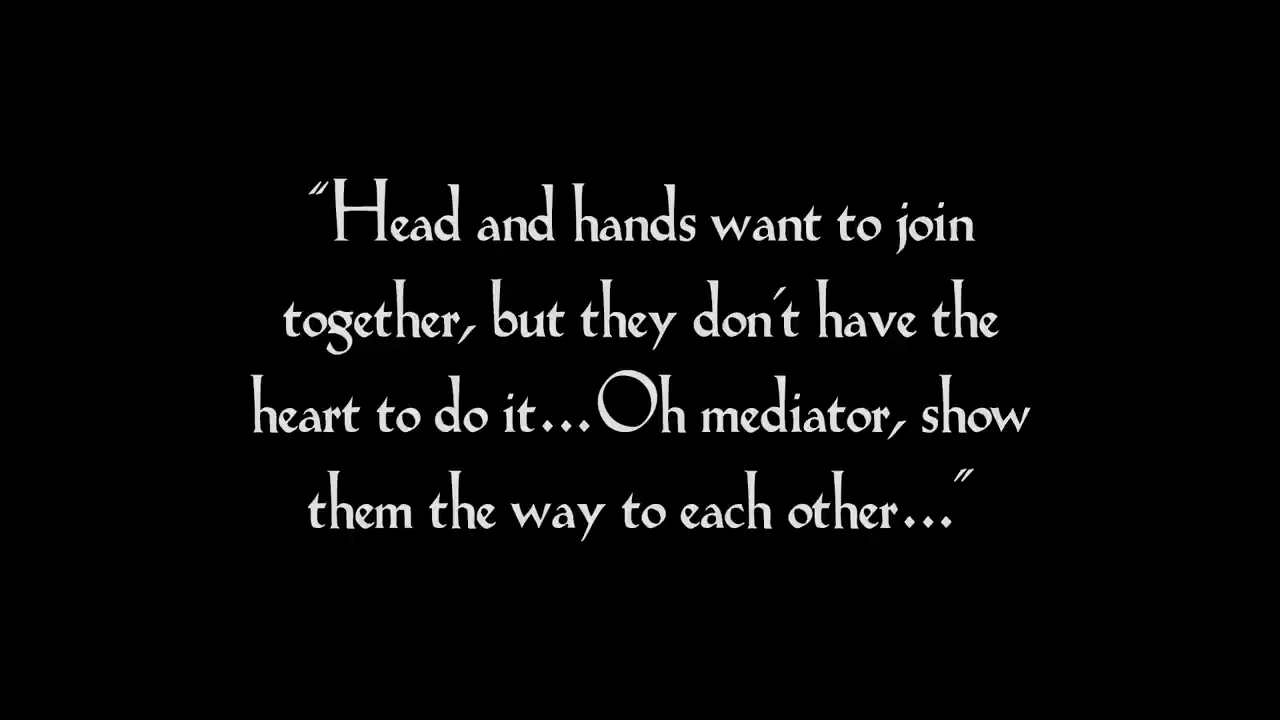 “Head and hands want to join
together, but they don't have the
heart to do it...Oh mediator, show
them the way to each other...”